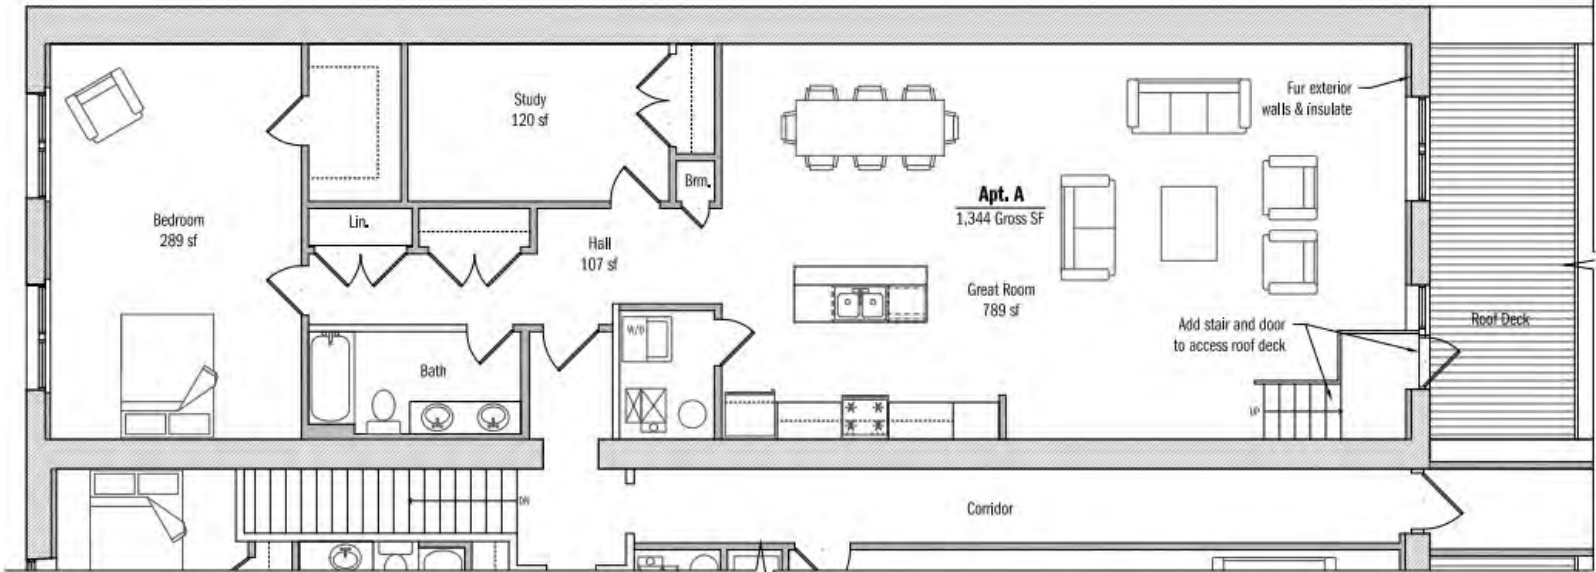 Study
120 sf
Fur exterior
walls & insulate
Brm.
Apt. A
1,344 Gross SF
Bedroom
289 sf
Lin.
Hall
107 sf
Great Room
789 sf
Add stair and door
to access roof deck
Roof Deck
W/D
Bath
UP
DN
Corridor